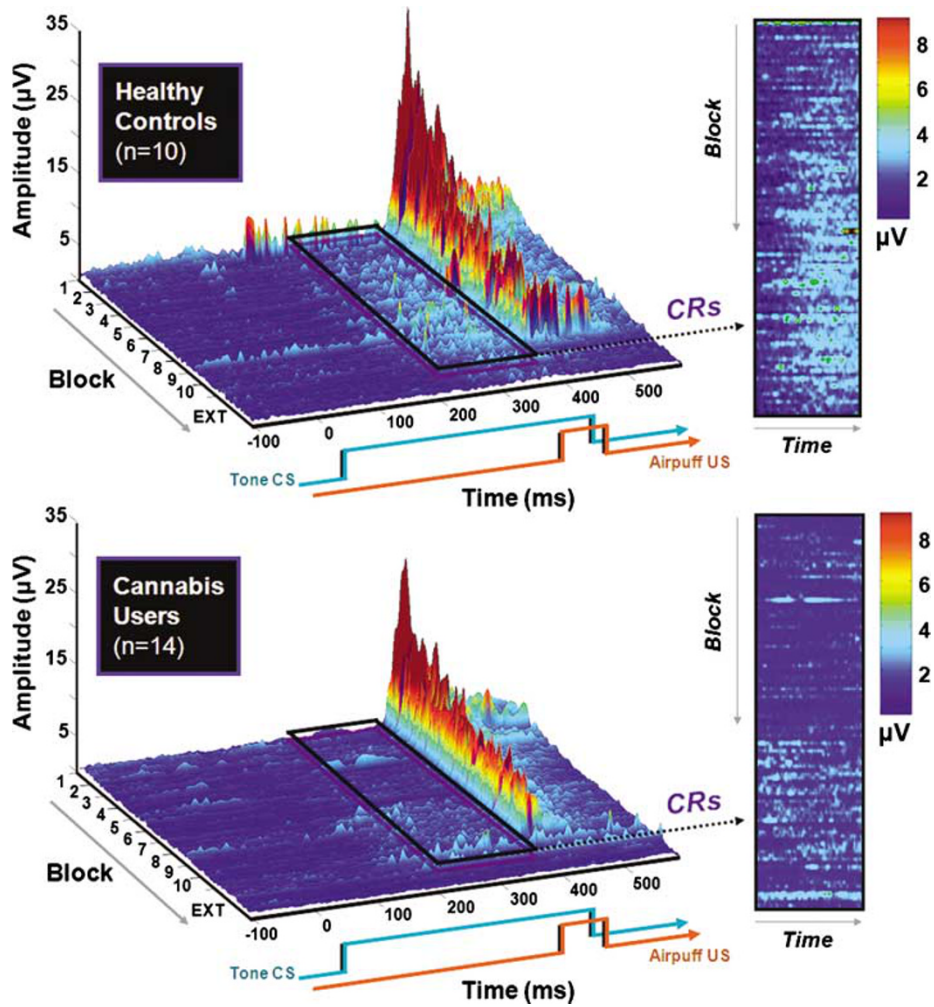 35
25
15
5
Amplitude (µV)
Healthy
Controls
(n=10)
1
2
3
4
5
6
7
8
9
10
EXT
Block
-100
0
100
200
300
400
500
Tone CS
Airpuff US
Time (ms)
CRs
Block
Time
8
6
4
2
µV
35
25
15
5
Amplitude (µV)
Cannabis
Users
(n=14)
1
2
3
4
5
6
7
8
9
10
EXT
Block
-100
0
100
200
300
400
500
Tone CS
Airpuff US
Time (ms)
CRs
Block
Time
8
6
4
2
µV